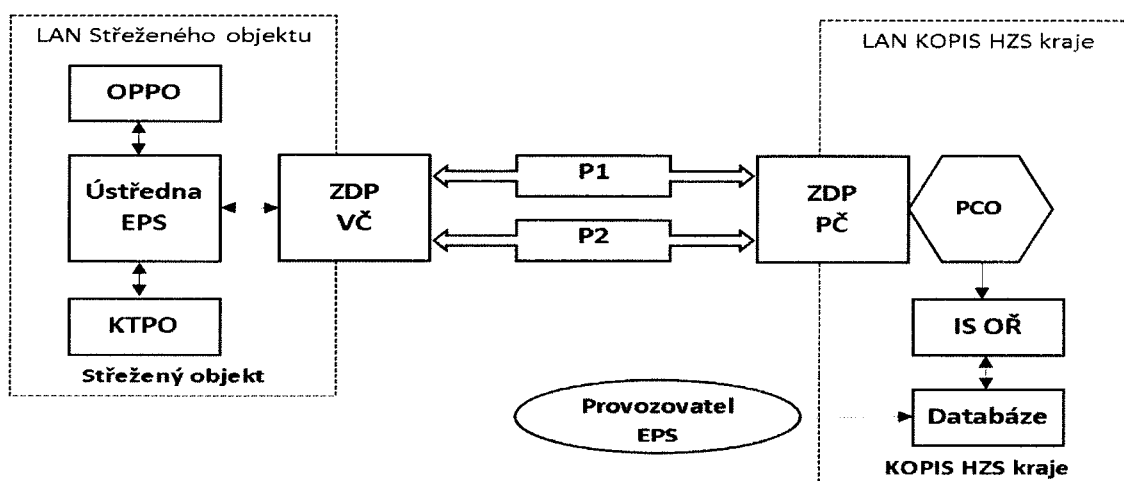 LAN Střeženého objektu
OPPO
Ústředna
EPS
KTPO
Střežený objekt
ZDP
VČ
P1
P2
LAN KOPIS HZS kraje
ZDP
PČ
PCO
IS OŘ
Databáze
KOPIS HZS kraje
Provozovatel
EPS